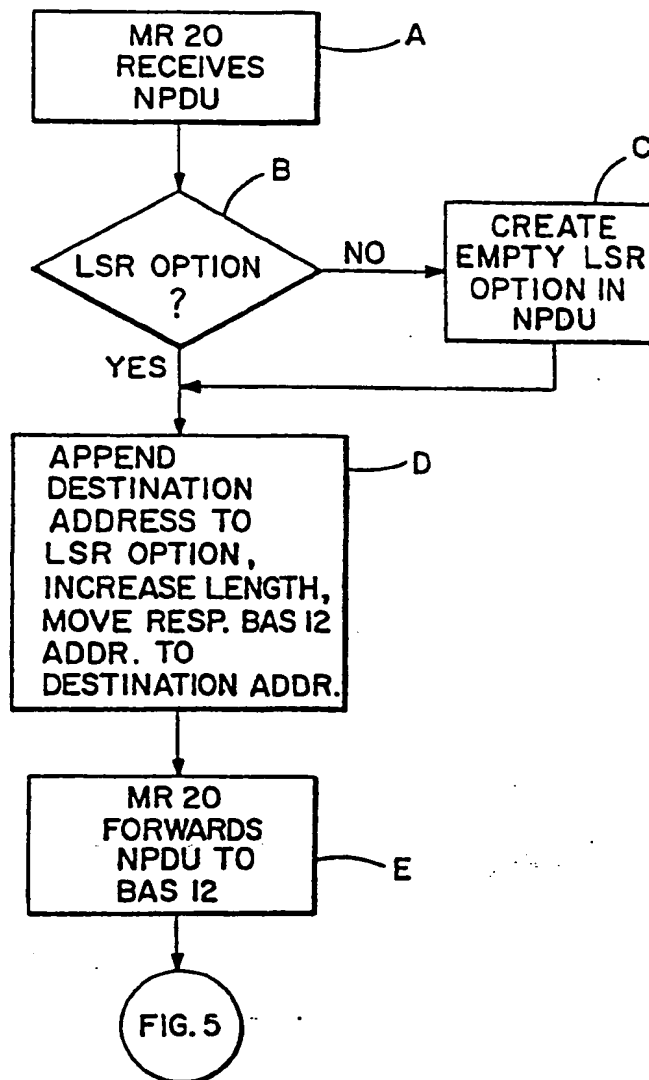 MR 20
RECEIVES
NPDU
A
B
LSR OPTION
?
NO
C
CREATE
EMPTY LSR
OPTION IN
NPDU
YES
APPEND
DESTINATION
ADDRESS TO
LSR OPTION,
INCREASE LENGTH,
MOVE RESP. BAS 12
ADDR. TO
DESTINATION ADDR.
D
MR 20
FORWARDS
NPDU TO
BAS 12
E
FIG. 5